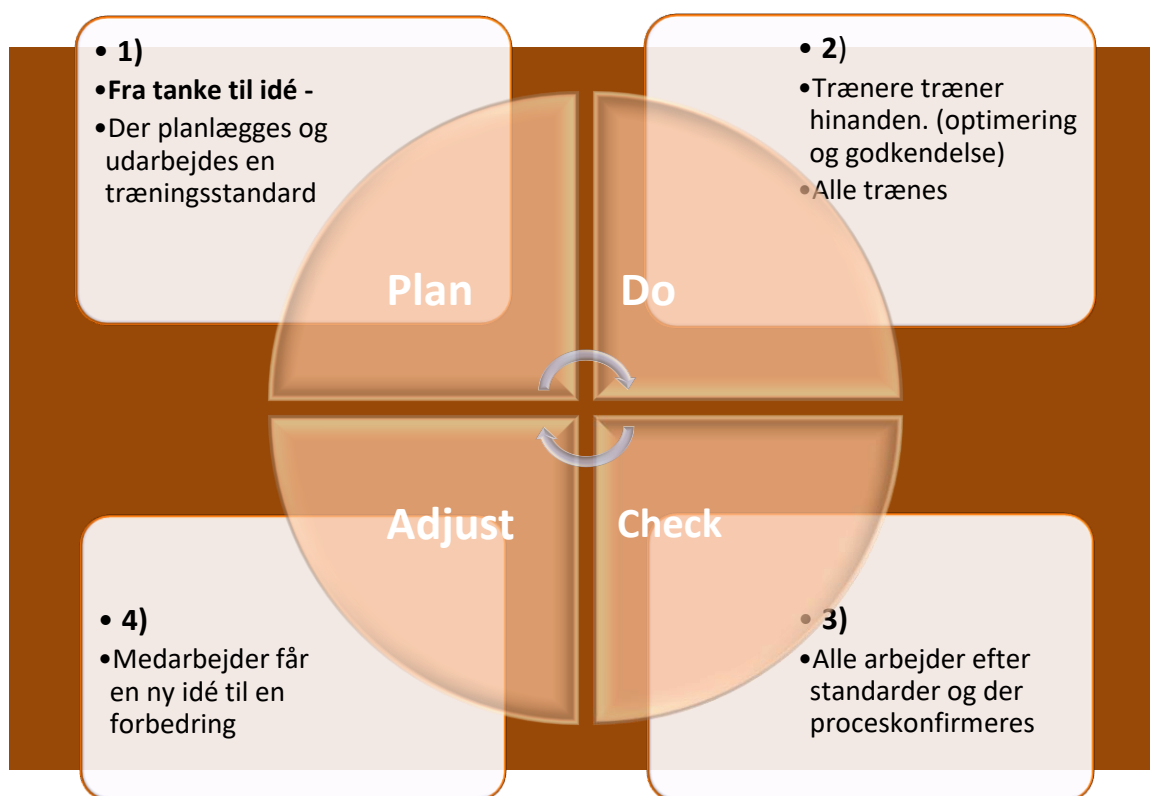 • 1)
•Fra tanke til idé -
•Der planlægges og
udarbejdes en
træningsstandard
• 2)
•Trænere træner
hinanden. (optimering
og godkendelse)
•Alle trænes
Plan
Do
Adjust
Check
• 4)
•Medarbejder får
en ny idé til en
forbedring
• 3)
•Alle arbejder efter
standarder og der
proceskonfirmeres